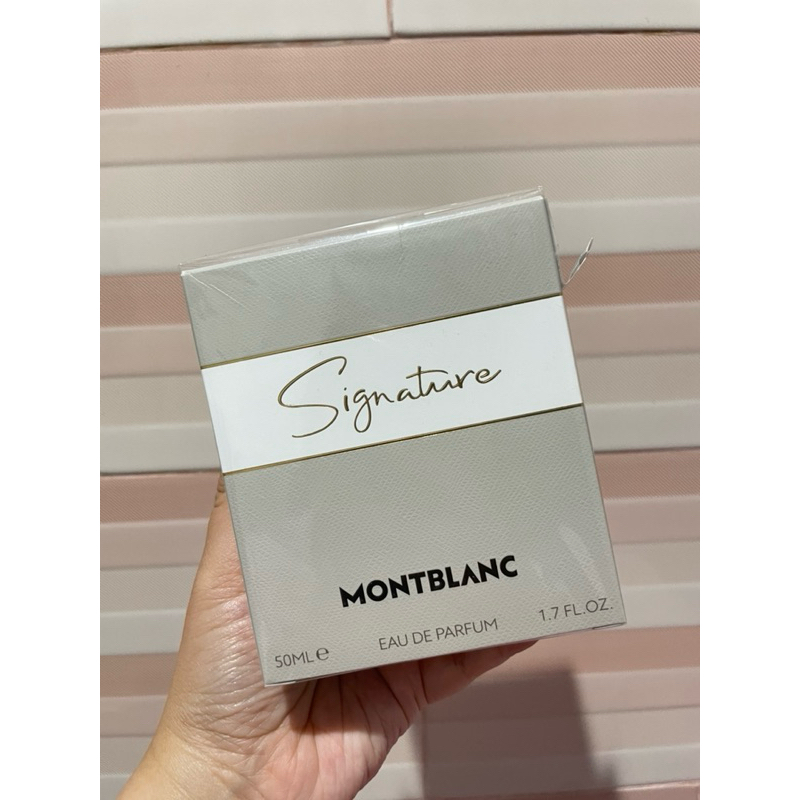 Signature
MONTBLANC
50ML e EAU DE PARFUM 1.7 FL.OZ.